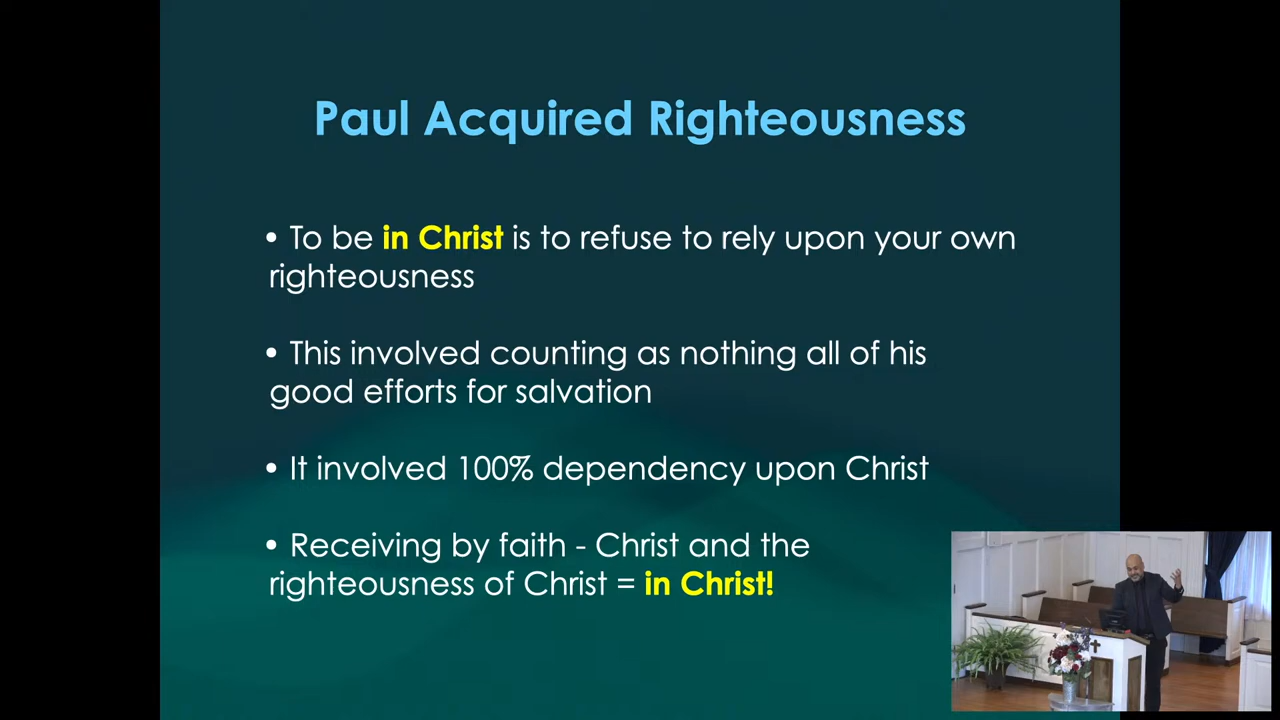 Paul Acquired Righteousness
• To be in Christ is to refuse to rely upon your own
righteousness
• This involved counting as nothing all of his
good efforts for salvation
• It involved 100% dependency upon Christ
• Receiving by faith - Christ and the
righteousness of Christ = in Christ!